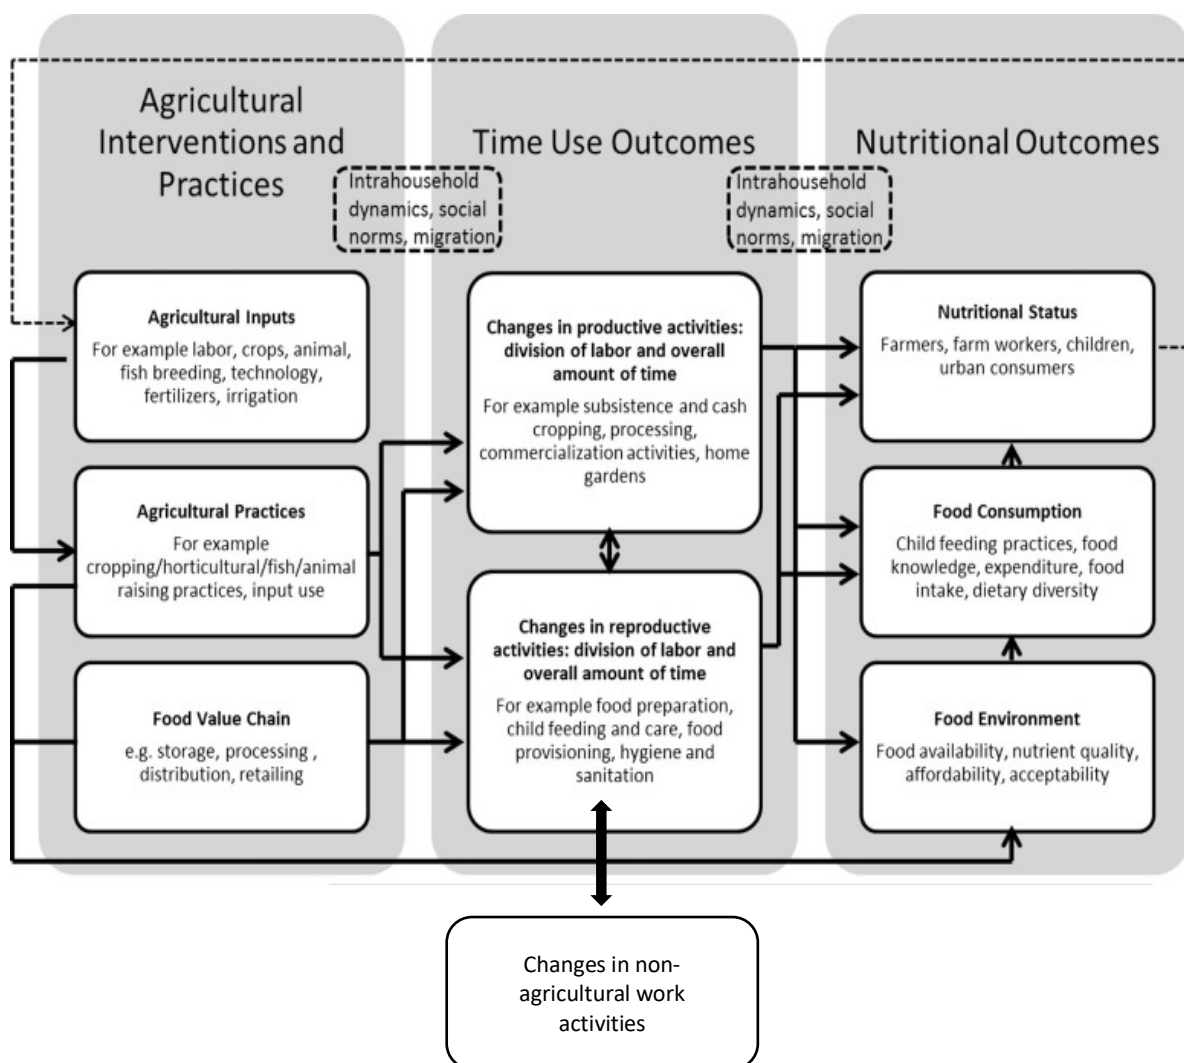 Agricultural
Interventions and
Practices
Time Use Outcomes
Nutritional Outcomes
Intrahousehold
dynamics, social
norms, migration
Intrahousehold
dynamics, social
norms, migration
Agricultural Inputs
For example labor, crops, animal,
fish breeding, technology,
fertilizers, irrigation
Agricultural Practices
For example
cropping/horticultural/fish/animal
raising practices, input use
Food Value Chain
e.g. storage, processing ,
distribution, retailing
Changes in productive activities:
division of labor and overall
amount of time
For example subsistence and cash
cropping, processing,
commercialization activities, home
gardens
Changes in reproductive
activities: division of labor and
overall amount of time
For example food preparation,
child feeding and care, food
provisioning, hygiene and
sanitation
Nutritional Status
Farmers, farm workers, children,
urban consumers
Food Consumption
Child feeding practices, food
knowledge, expenditure, food
intake, dietary diversity
Food Environment
Food availability, nutrient quality,
affordability, acceptability
Changes in non-
agricultural work
activities